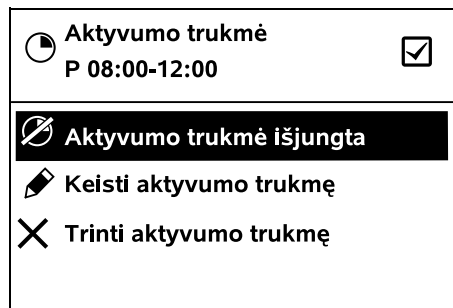 Aktyvumo trukmė
P 08:00-12:00
Aktyvumo trukmė išjungta
Keisti aktyvumo trukmę
Trinti aktyvumo trukmę